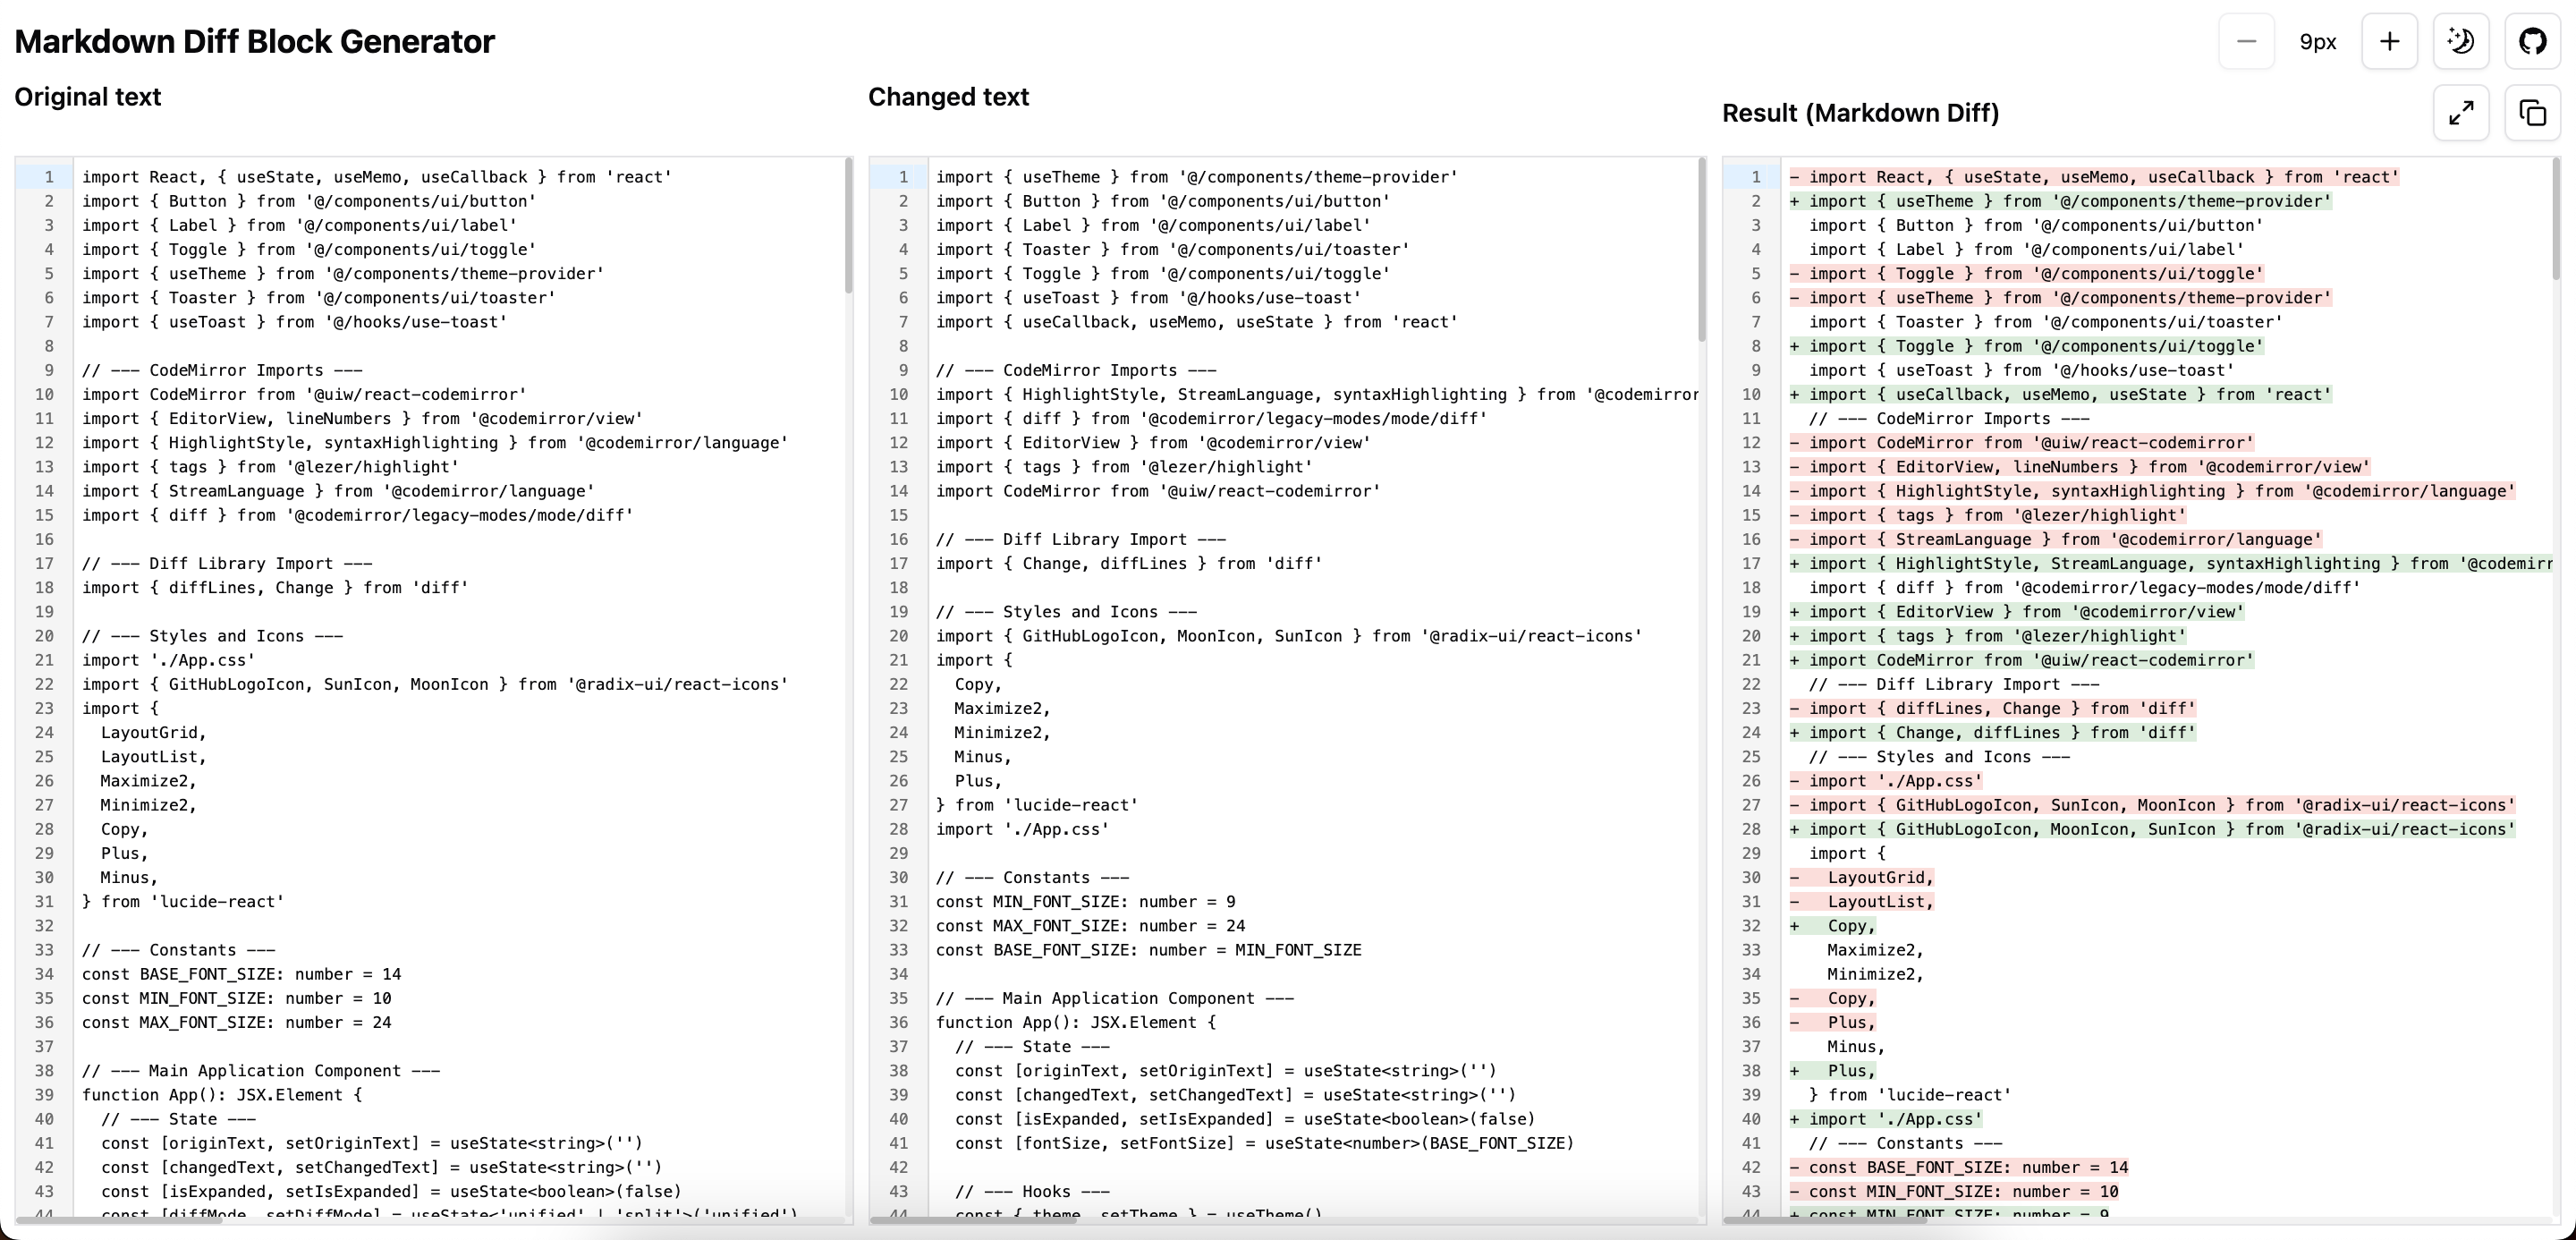 Markdown Diff Block Generator
9px
Original text
1 import React, { useState, useMemo, useCallback } from 'react'
2 import { Button } from '@/components/ui/button'
3 import { Label } from '@/components/ui/label'
4 import { Toggle } from '@/components/ui/toggle'
5 import { useTheme } from '@/components/theme-provider'
6 import { Toaster } from '@/components/ui/toaster'
7 import { useToast } from '@/hooks/use-toast'
8
9 // --- CodeMirror Imports ---
10 import CodeMirror from '@uiw/react-codemirror'
11 import { EditorView, lineNumbers } from '@codemirror/view'
12 import { HighlightStyle, syntaxHighlighting } from '@codemirror/language'
13 import { tags } from '@lezer/highlight'
14 import { StreamLanguage } from '@codemirror/language'
15 import { diff } from '@codemirror/legacy-modes/mode/diff'
16
17 // --- Diff Library Import ---
18 import { diffLines, Change } from 'diff'
19
20 // --- Styles and Icons ---
21 import './App.css'
22 import { GitHubLogoIcon, SunIcon, MoonIcon } from '@radix-ui/react-icons'
23 import {
24   LayoutGrid,
25   LayoutList,
26   Maximize2,
27   Minimize2,
28   Copy,
29   Plus,
30   Minus,
31 } from 'lucide-react'
32
33 // --- Constants ---
34 const BASE_FONT_SIZE: number = 14
35 const MIN_FONT_SIZE: number = 10
36 const MAX_FONT_SIZE: number = 24
37
38 // --- Main Application Component ---
39 function App(): JSX.Element {
40   // --- State ---
41   const [originText, setOriginText] = useState<string>('')
42   const [changedText, setChangedText] = useState<string>('')
43   const [isExpanded, setIsExpanded] = useState<boolean>(false)
44   const [diffMode, setDiffMode] = useState<'unified' | 'split'>('unified')
Changed text
1 import { useTheme } from '@/components/theme-provider'
2 import { Button } from '@/components/ui/button'
3 import { Label } from '@/components/ui/label'
4 import { Toaster } from '@/components/ui/toaster'
5 import { Toggle } from '@/components/ui/toggle'
6 import { useToast } from '@/hooks/use-toast'
7 import { useCallback, useMemo, useState } from 'react'
8
9 // --- CodeMirror Imports ---
10 import { HighlightStyle, StreamLanguage, syntaxHighlighting } from '@codemirror
11 import { diff } from '@codemirror/legacy-modes/mode/diff'
12 import { EditorView } from '@codemirror/view'
13 import { tags } from '@lezer/highlight'
14 import CodeMirror from '@uiw/react-codemirror'
15
16 // --- Diff Library Import ---
17 import { Change, diffLines } from 'diff'
18
19 // --- Styles and Icons ---
20 import { GitHubLogoIcon, MoonIcon, SunIcon } from '@radix-ui/react-icons'
21 import {
22   Copy,
23   Maximize2,
24   Minimize2,
25   Minus,
26   Plus,
27 } from 'lucide-react'
28 import './App.css'
29
30 // --- Constants ---
31 const MIN_FONT_SIZE: number = 9
32 const MAX_FONT_SIZE: number = 24
33 const BASE_FONT_SIZE: number = MIN_FONT_SIZE
34
35 // --- Main Application Component ---
36 function App(): JSX.Element {
37   // --- State ---
38   const [originText, setOriginText] = useState<string>('')
39   const [changedText, setChangedText] = useState<string>('')
40   const [isExpanded, setIsExpanded] = useState<boolean>(false)
41   const [fontSize, setFontSize] = useState<number>(BASE_FONT_SIZE)
42
43   // --- Hooks ---
44   const { theme, setTheme } = useTheme()
Result (Markdown Diff)
1 - import React, { useState, useMemo, useCallback } from 'react'
2 + import { useTheme } from '@/components/theme-provider'
3   import { Button } from '@/components/ui/button'
4   import { Label } from '@/components/ui/label'
5 - import { Toggle } from '@/components/ui/toggle'
6 - import { useTheme } from '@/components/theme-provider'
7   import { Toaster } from '@/components/ui/toaster'
8 + import { Toggle } from '@/components/ui/toggle'
9   import { useToast } from '@/hooks/use-toast'
10 + import { useCallback, useMemo, useState } from 'react'
11   // --- CodeMirror Imports ---
12 - import CodeMirror from '@uiw/react-codemirror'
13 - import { EditorView, lineNumbers } from '@codemirror/view'
14 - import { HighlightStyle, syntaxHighlighting } from '@codemirror/language'
15 - import { tags } from '@lezer/highlight'
16 - import { StreamLanguage } from '@codemirror/language'
17 + import { HighlightStyle, StreamLanguage, syntaxHighlighting } from '@codemirr
18   import { diff } from '@codemirror/legacy-modes/mode/diff'
19 + import { EditorView } from '@codemirror/view'
20 + import { tags } from '@lezer/highlight'
21 + import CodeMirror from '@uiw/react-codemirror'
22   // --- Diff Library Import ---
23 - import { diffLines, Change } from 'diff'
24 + import { Change, diffLines } from 'diff'
25   // --- Styles and Icons ---
26 - import './App.css'
27 - import { GitHubLogoIcon, SunIcon, MoonIcon } from '@radix-ui/react-icons'
28 + import { GitHubLogoIcon, MoonIcon, SunIcon } from '@radix-ui/react-icons'
29   import {
30 -   LayoutGrid,
31 -   LayoutList,
32 +   Copy,
33     Maximize2,
34     Minimize2,
35 -   Copy,
36 -   Plus,
37     Minus,
38 +   Plus,
39   } from 'lucide-react'
40 + import './App.css'
41   // --- Constants ---
42 - const BASE_FONT_SIZE: number = 14
43 - const MIN_FONT_SIZE: number = 10
44 + const MIN_FONT_SIZE: number = 9